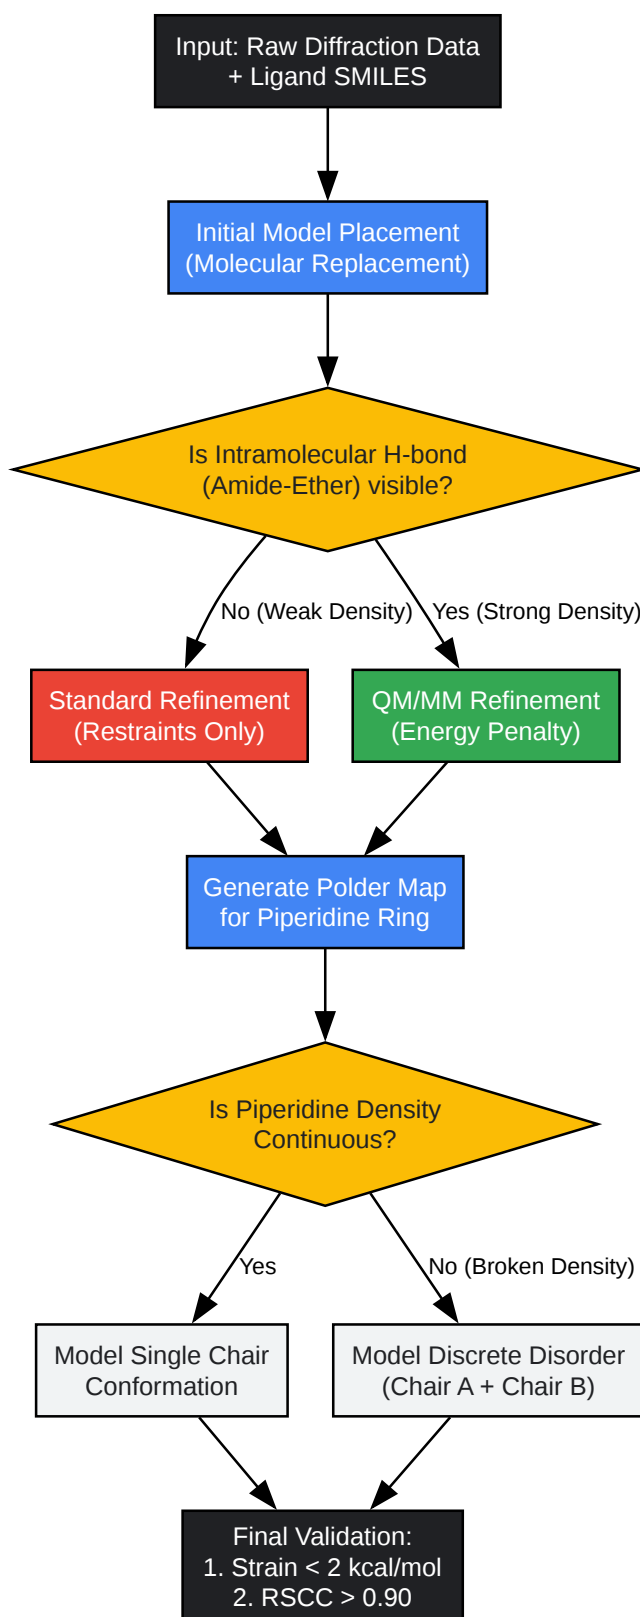 Input: Raw Diffraction Data
+ Ligand SMILES
Initial Model Placement
(Molecular Replacement)
Is Intramolecular H-bond
(Amide-Ether) visible?
No (Weak Density)
Yes (Strong Density)
Standard Refinement
(Restraints Only)
QM/MM Refinement
(Energy Penalty)
Generate Polder Map
for Piperidine Ring
Is Piperidine Density
Continuous?
Yes
No (Broken Density)
Model Single Chair
Conformation
Model Discrete Disorder
(Chair A + Chair B)
Final Validation:
1. Strain < 2 kcal/mol
2. RSCC > 0.90